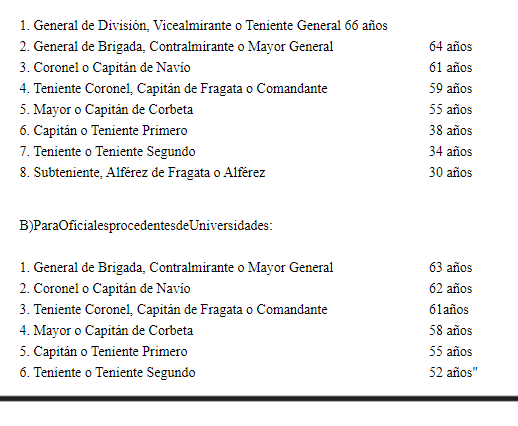 1. General de División, Vicealmirante o Teniente General 66 años
2. General de Brigada, Contralmirante o Mayor General 64 años
3. Coronel o Capitán de Navío 61 años
4. Teniente Coronel, Capitán de Fragata o Comandante 59 años
5. Mayor o Capitán de Corbeta 55 años
6. Capitán o Teniente Primero 38 años
7. Teniente o Teniente Segundo 34 años
8. Subteniente, Alférez de Fragata o Alférez 30 años
B)ParaOficialesprocedentesdeUniversidades:
1. General de Brigada, Contralmirante o Mayor General 63 años
2. Coronel o Capitán de Navío 62 años
3. Teniente Coronel, Capitán de Fragata o Comandante 61años
4. Mayor o Capitán de Corbeta 58 años
5. Capitán o Teniente Primero 55 años
6. Teniente o Teniente Segundo 52 años"